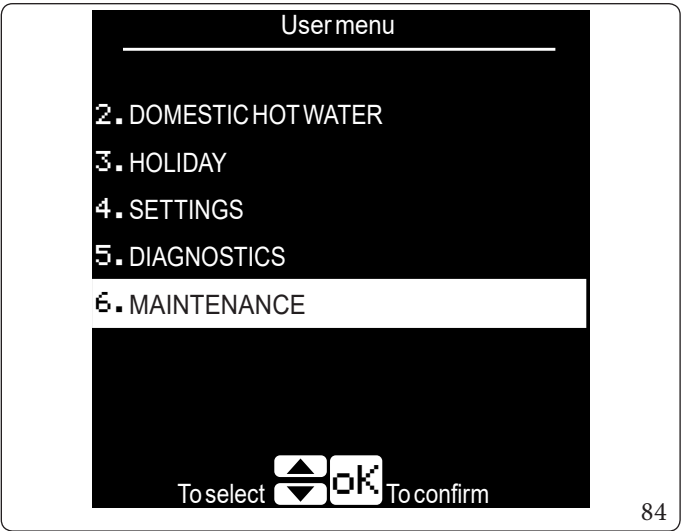 User menu
2. DOMESTIC HOT WATER
3. HOLIDAY
4. SETTINGS
5. DIAGNOSTICS
6. MAINTENANCE
To select oK To confirm
84